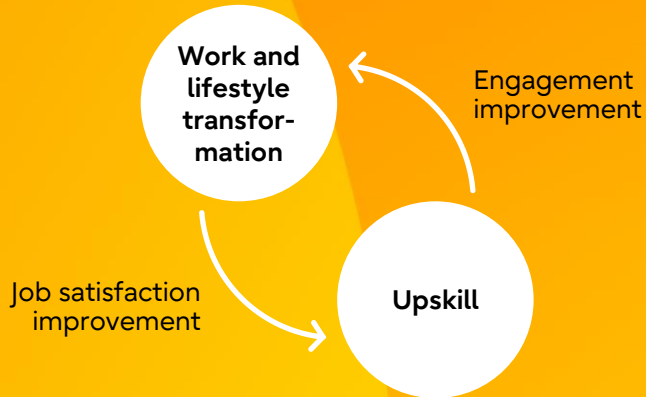 Work and
lifestyle
transfor-
mation
Engagement
improvement
Job satisfaction
improvement
Upskill